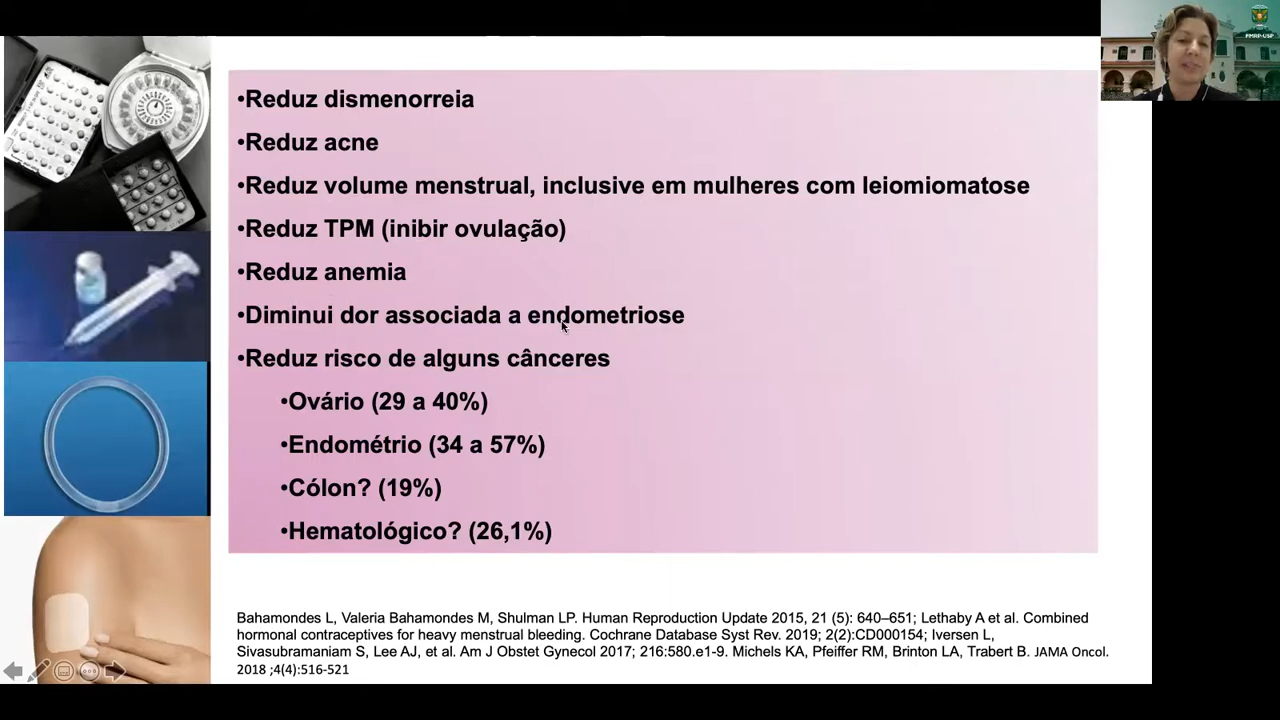 •Reduz dismenorreia
•Reduz acne
•Reduz volume menstrual, inclusive em mulheres com leiomiomatose
•Reduz TPM (inibir ovulação)
•Reduz anemia
•Diminui dor associada a endometriose
•Reduz risco de alguns cânceres
•Ovário (29 a 40%)
•Endométrio (34 a 57%)
•Cólon? (19%)
•Hematológico? (26,1%)
Bahamondes L, Valeria Bahamondes M, Shulman LP. Human Reproduction Update 2015, 21 (5): 640–651; Lethaby A et al. Combined
hormonal contraceptives for heavy menstrual bleeding. Cochrane Database Syst Rev. 2019; 2(2):CD000154; Iversen L,
Sivasubramaniam S, Lee AJ, et al. Am J Obstet Gynecol 2017; 216:580.e1-9. Michels KA, Pfeiffer RM, Brinton LA, Trabert B. JAMA Oncol.
2018 ;4(4):516-521
FMRP-USP